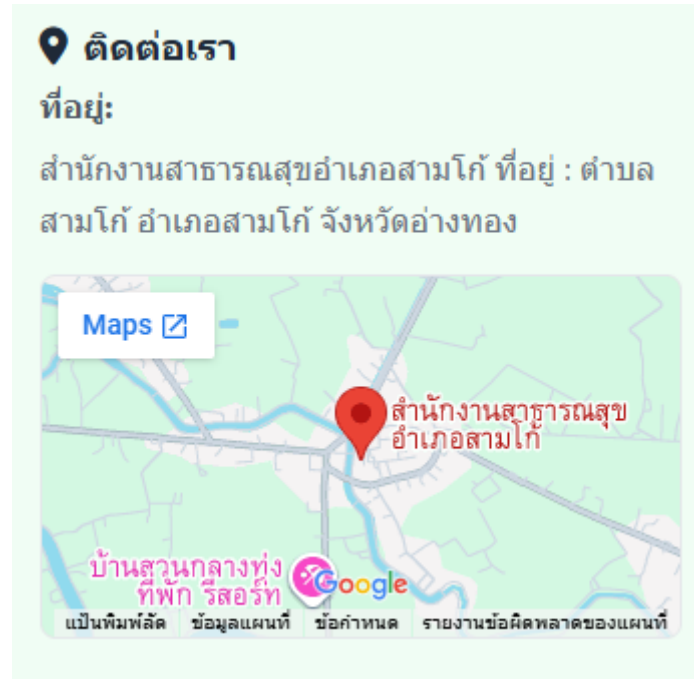 ติดต่อเรา
ที่อยู่:
สำนักงานสาธารณสุขอำเภอสามโก้ ที่อยู่ : ตำบล
สามโก้ อำเภอสามโก้ จังหวัดอ่างทอง
Maps
สำนักงานสาธารณสุข
อำเภอสามโก้
บ้านสวนกลางทุ่ง
ที่พัก รีสอร์ท
Google
แป้นพิมพ์ลัด ข้อมูลแผนที่ ข้อกำหนด รายงานข้อผิดพลาดของแผนที่